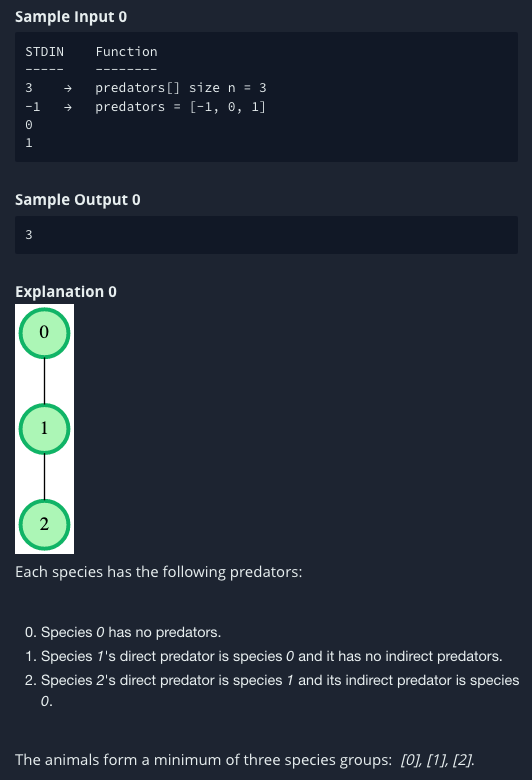 Sample Input 0
STDIN    Function
-----    --------
3    →   predators[] size n = 3
-1   →   predators = [-1, 0, 1]
0
1
Sample Output 0
3
Explanation 0
0
1
2
Each species has the following predators:
0. Species 0 has no predators.
1. Species 1's direct predator is species 0 and it has no indirect predators.
2. Species 2's direct predator is species 1 and its indirect predator is species
0.
The animals form a minimum of three species groups: [0], [1], [2].